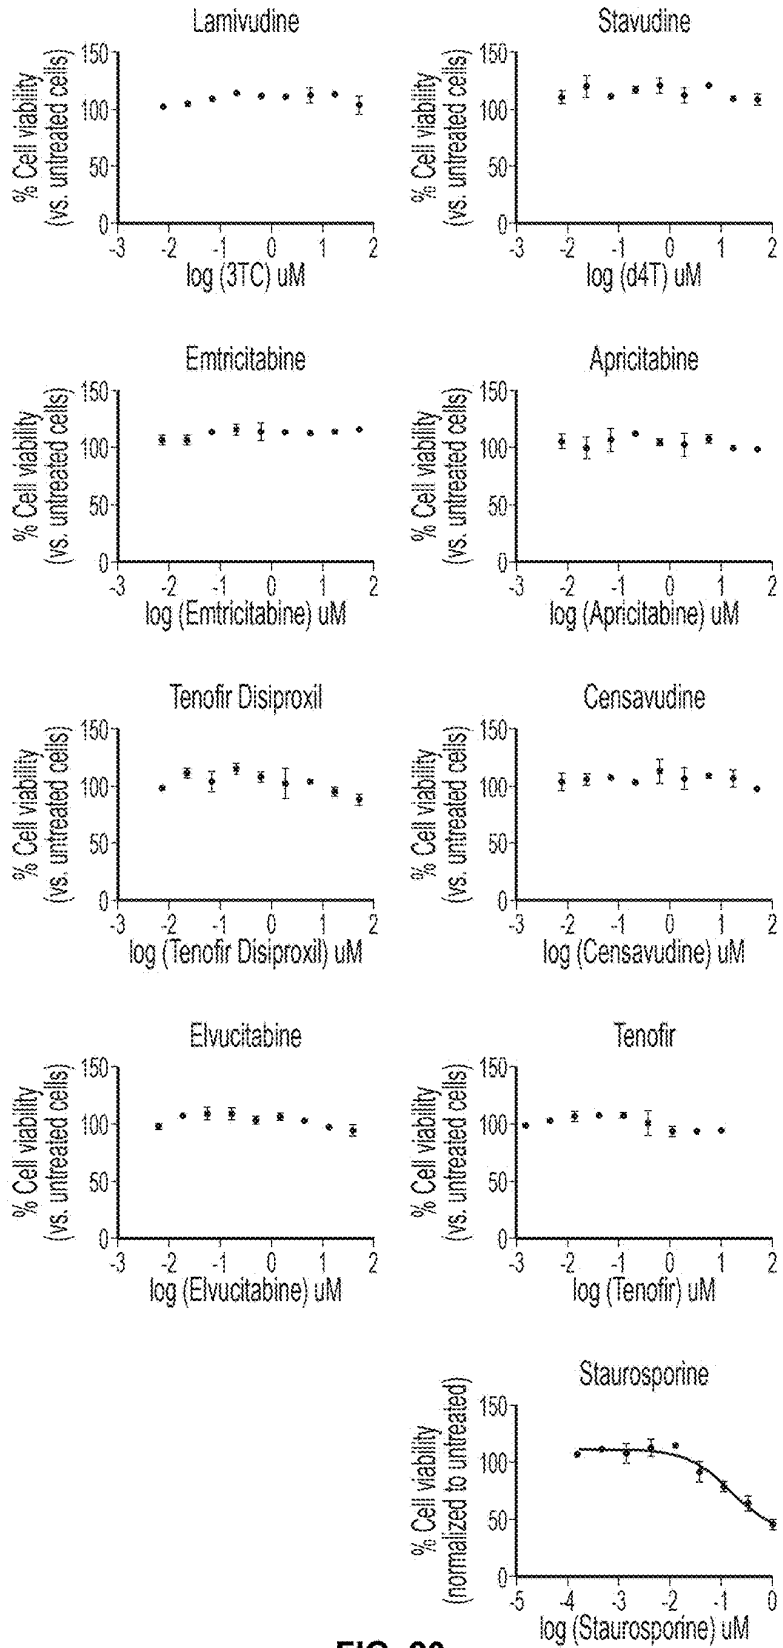 Lamivudine
% Cell viability
(vs. untreated cells)
150
100
50
0
-3 -2 -1 0 1 2
log (3TC) uM
Stavudine
% Cell viability
(vs. untreated cells)
150
100
50
0
-3 -2 -1 0 1 2
log (d4T) uM
Emtricitabine
% Cell viability
(vs. untreated cells)
150
100
50
0
-3 -2 -1 0 1 2
log (Emtricitabine) uM
Apricitabine
% Cell viability
(vs. untreated cells)
150
100
50
0
-3 -2 -1 0 1 2
log (Apricitabine) uM
Tenofir Disiproxil
% Cell viability
(vs. untreated cells)
150
100
50
0
-3 -2 -1 0 1 2
log (Tenofir Disiproxil) uM
Censavudine
% Cell viability
(vs. untreated cells)
150
100
50
0
-3 -2 -1 0 1 2
log (Censavudine) uM
Elvucitabine
% Cell viability
(vs. untreated cells)
150
100
50
0
-3 -2 -1 0 1 2
log (Elvucitabine) uM
Tenofir
% Cell viability
(vs. untreated cells)
150
100
50
0
-3 -2 -1 0 1 2
log (Tenofir) uM
Staurosporine
% Cell viability
(normalized to untreated)
150
100
50
0
-5 -4 -3 -2 -1 0
log (Staurosporine) uM
FIG.